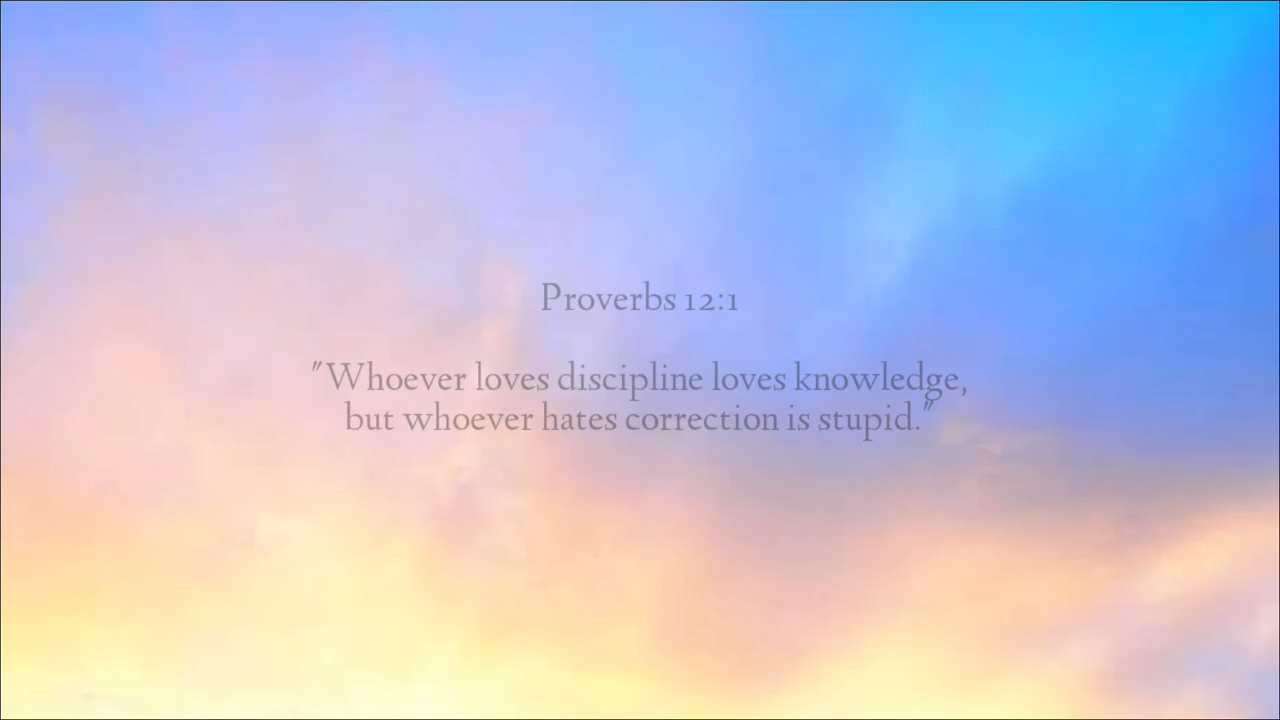 Proverbs 12:1
"Whoever loves discipline loves knowledge,
but whoever hates correction is stupid."